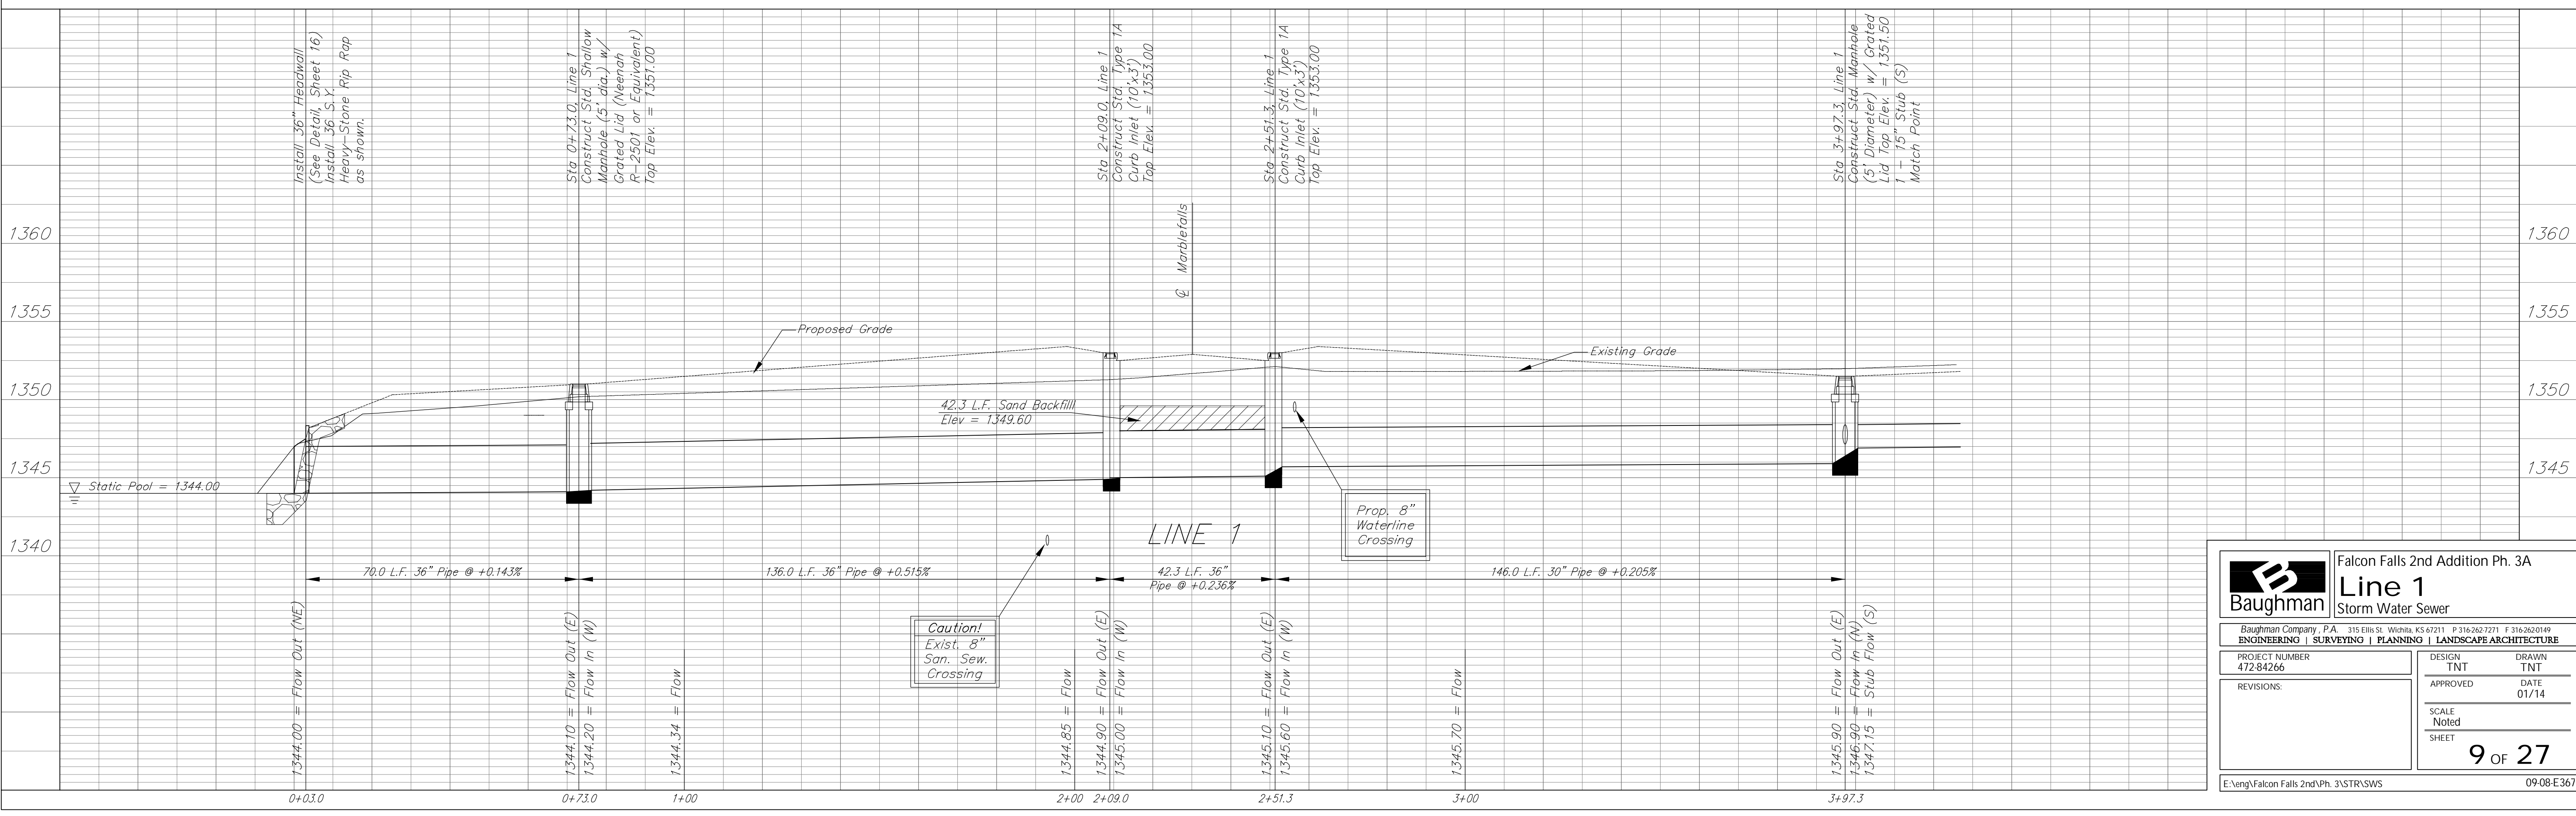 Install 36" Headwall
(See Detail, Sheet 16)
Install 36 S.Y.
Heavy-Stone Rip Rap
as shown.
Sta 0+73.0, Line 1
Construct Std. Shallow
Manhole (5' dia.) w/
Grated Lid (Neenah
R-2501 or Equivalent)
Top Elev. = 1351.00
Sta 2+09.0, Line 1
Construct Std. Type 1A
Curb Inlet (10'x3')
Top Elev. = 1353.00
Sta 2+51.3, Line 1
Construct Std. Type 1A
Curb Inlet (10'x3')
Top Elev. = 1353.00
Sta 3+97.3, Line 1
Construct Std. Manhole
(5' Diameter) w/ Grated
Lid Top Elev. = 1351.50
1 - 15" Stub (S)
Match Point
1360
1355
1350
1345
1340
1360
1355
1350
1345
℄ Marblefalls
Proposed Grade
Existing Grade
42.3 L.F. Sand Backfill
Elev = 1349.60
Static Pool = 1344.00
Prop. 8"
Waterline
Crossing
LINE 1
70.0 L.F. 36" Pipe @ +0.143%
136.0 L.F. 36" Pipe @ +0.515%
42.3 L.F. 36"
Pipe @ +0.236%
146.0 L.F. 30" Pipe @ +0.205%
Caution!
Exist. 8"
San. Sew.
Crossing
1344.00 = Flow Out (NE)
1344.10 = Flow Out (E)
1344.20 = Flow In (W)
1344.34 = Flow
1344.85 = Flow
1344.90 = Flow Out (E)
1345.00 = Flow In (W)
1345.10 = Flow Out (E)
1345.60 = Flow In (W)
1345.70 = Flow
1345.90 = Flow Out (E)
1346.90 = Flow In (N)
1347.15 = Stub Flow (S)
0+03.0
0+73.0
1+00
2+00
2+09.0
2+51.3
3+00
3+97.3
Baughman
Falcon Falls 2nd Addition Ph. 3A
Line 1
Storm Water Sewer
Baughman Company, P.A. 315 Ellis St. Wichita, KS 67211 P 316-262-7271 F 316-262-0149
ENGINEERING | SURVEYING | PLANNING | LANDSCAPE ARCHITECTURE
PROJECT NUMBER
472-84266
REVISIONS:
DESIGN
TNT
DRAWN
TNT
APPROVED
DATE
01/14
SCALE
Noted
SHEET
9 OF 27
E:\eng\Falcon Falls 2nd\Ph. 3\STR\SWS
09-08-E367